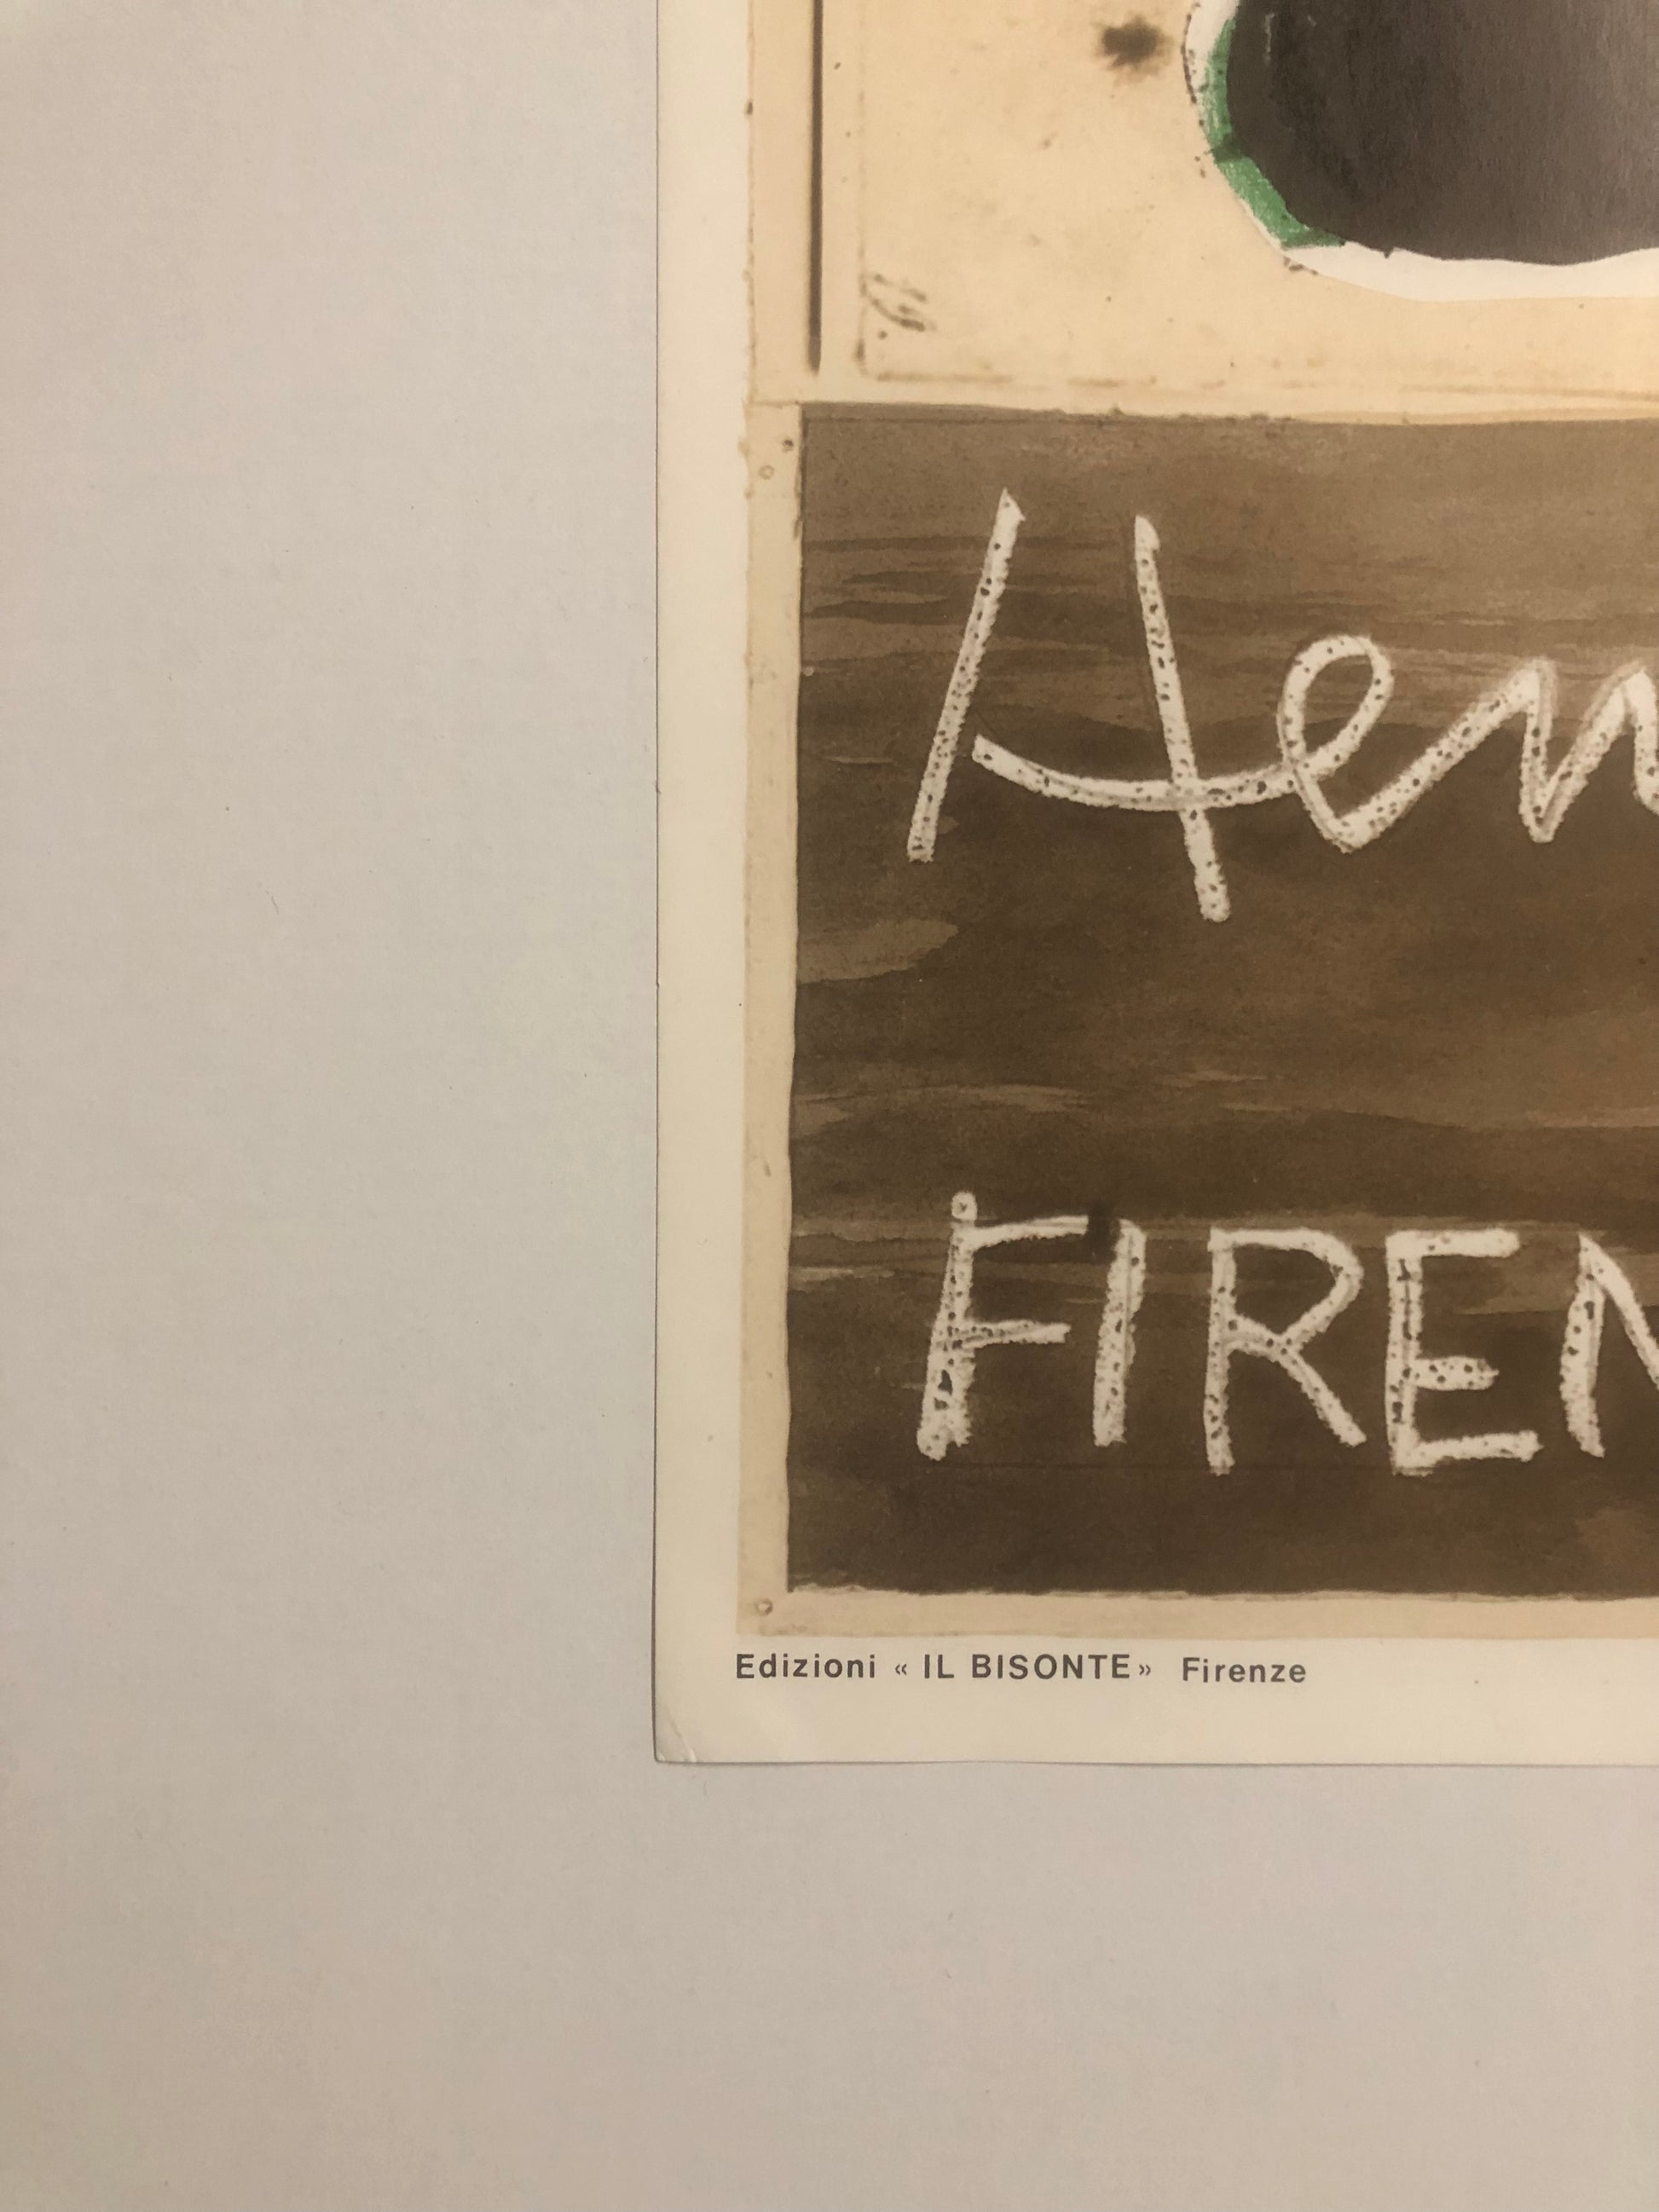 Hen
FIREN
Edizioni « IL BISONTE » Firenze